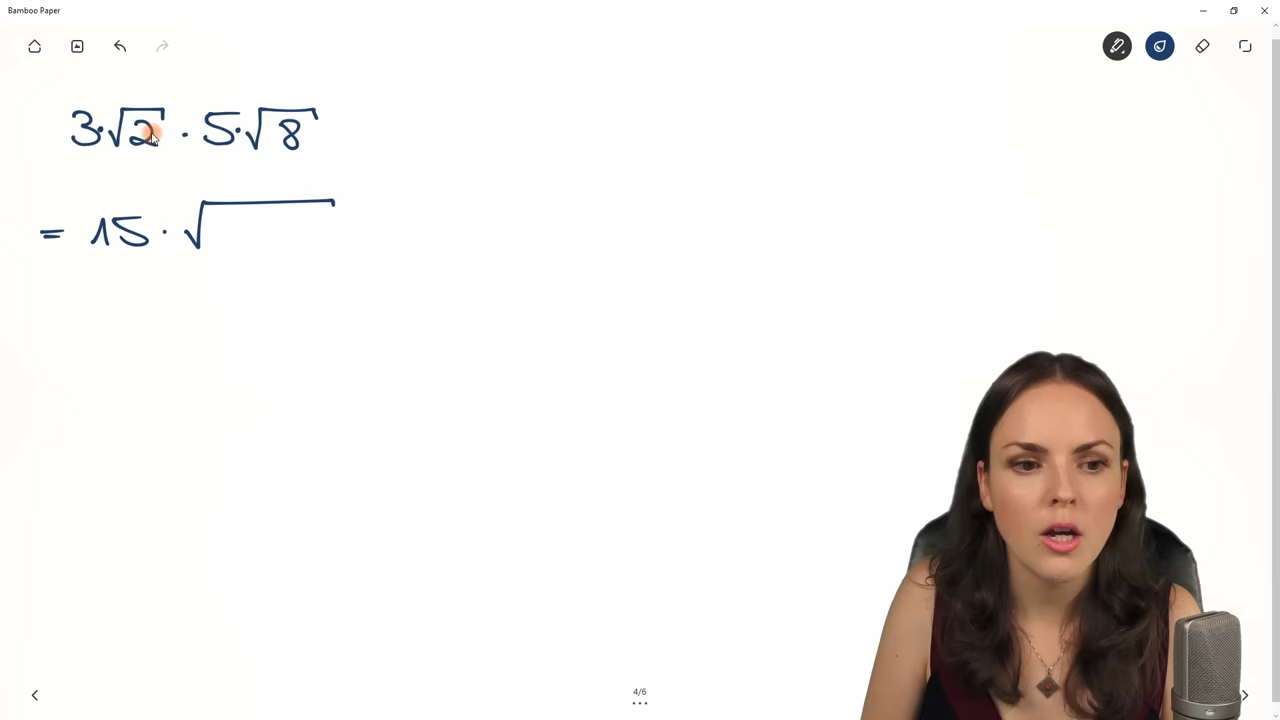 Bamboo Paper
3·√2 · 5·√8
= 15 · √
4/6